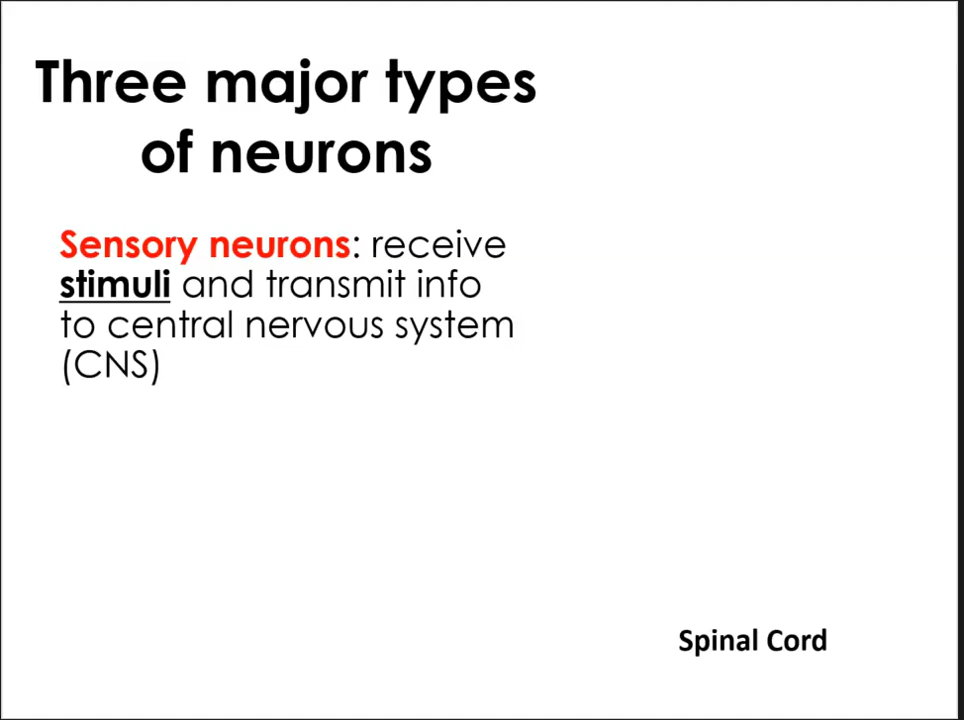 Three major types
of neurons
Sensory neurons: receive
stimuli and transmit info
to central nervous system
(CNS)
Spinal Cord